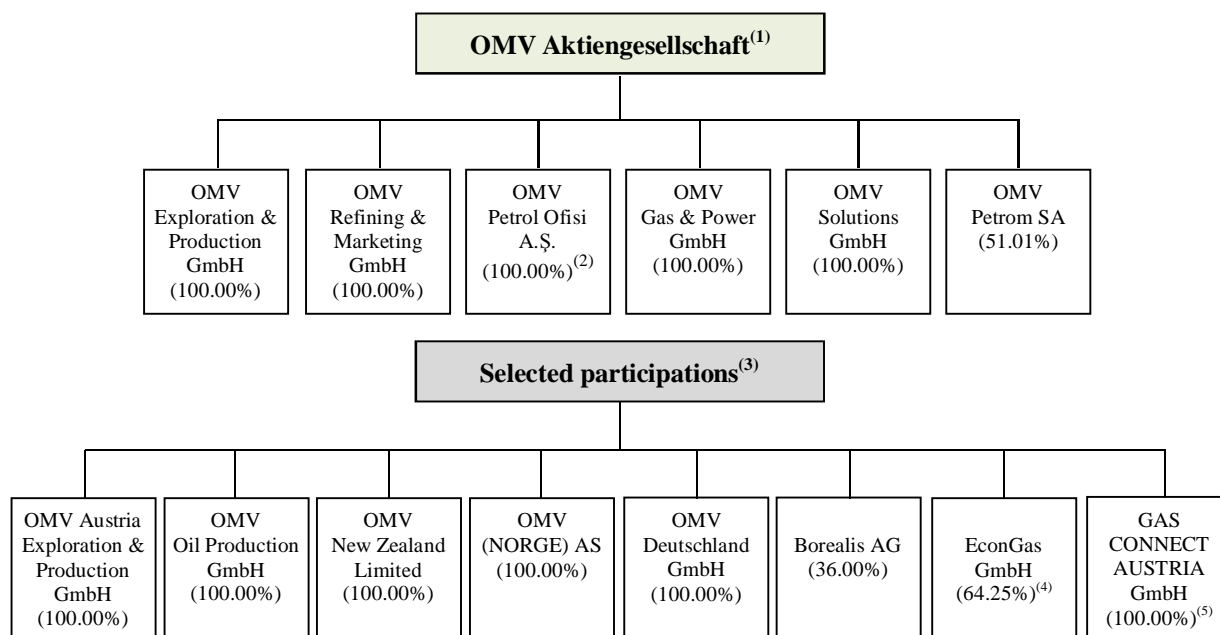 OMV Aktiengesellschaft(1)
OMV
Exploration &
Production
GmbH
(100.00%)
OMV
Refining &
Marketing
GmbH
(100.00%)
OMV
Petrol Ofisi
A.Ş.
(100.00%)(2)
OMV
Gas & Power
GmbH
(100.00%)
OMV
Solutions
GmbH
(100.00%)
OMV
Petrom SA
(51.01%)
Selected participations(3)
OMV Austria
Exploration &
Production
GmbH
(100.00%)
OMV
Oil Production
GmbH
(100.00%)
OMV
New Zealand
Limited
(100.00%)
OMV
(NORGE) AS
(100.00%)
OMV
Deutschland
GmbH
(100.00%)
Borealis AG
(36.00%)
EconGas
GmbH
(64.25%)(4)
GAS
CONNECT
AUSTRIA
GmbH
(100.00%)(5)